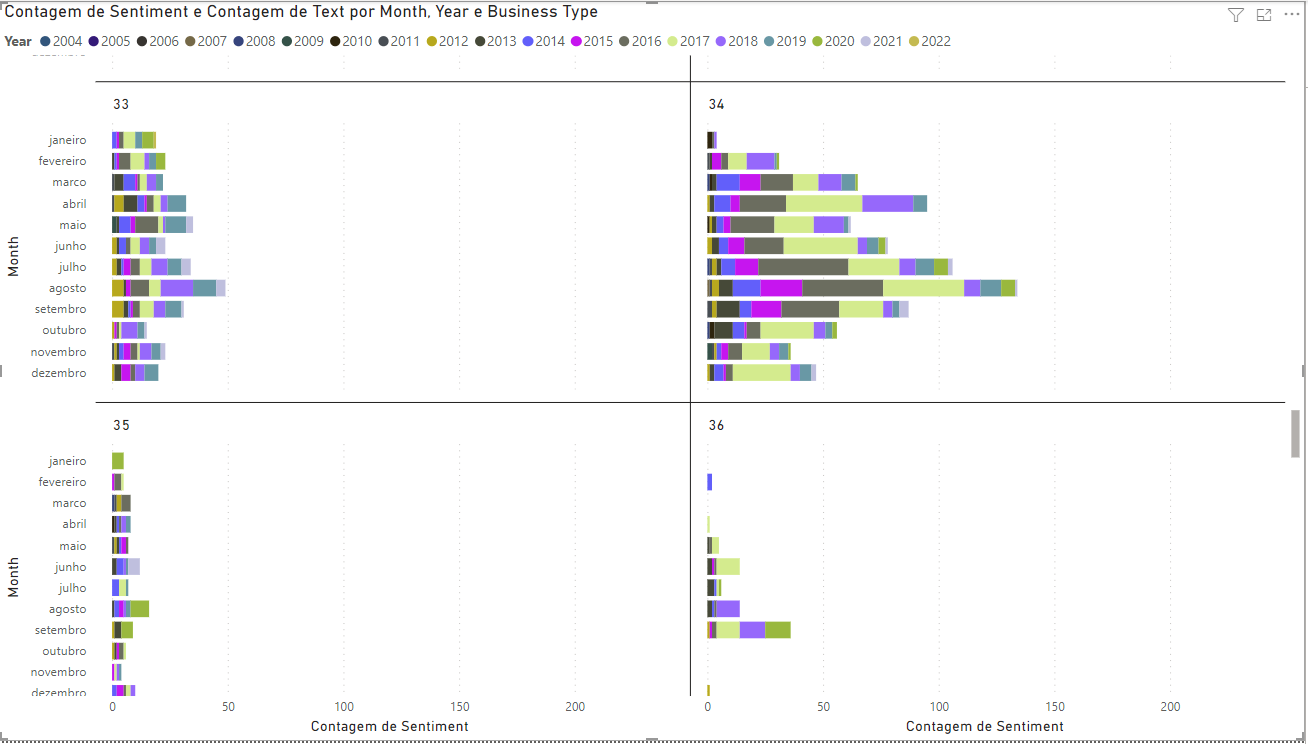 Contagem de Sentiment e Contagem de Text por Month, Year e Business Type
Year 2004 2005 2006 2007 2008 2009 2010 2011 2012 2013 2014 2015 2016 2017 2018 2019 2020 2021 2022
33
34
Month
janeiro
fevereiro
marco
abril
maio
junho
julho
agosto
setembro
outubro
novembro
dezembro
35
36
Month
janeiro
fevereiro
marco
abril
maio
junho
julho
agosto
setembro
outubro
novembro
dezembro
0 50 100 150 200
0 50 100 150 200
Contagem de Sentiment
Contagem de Sentiment